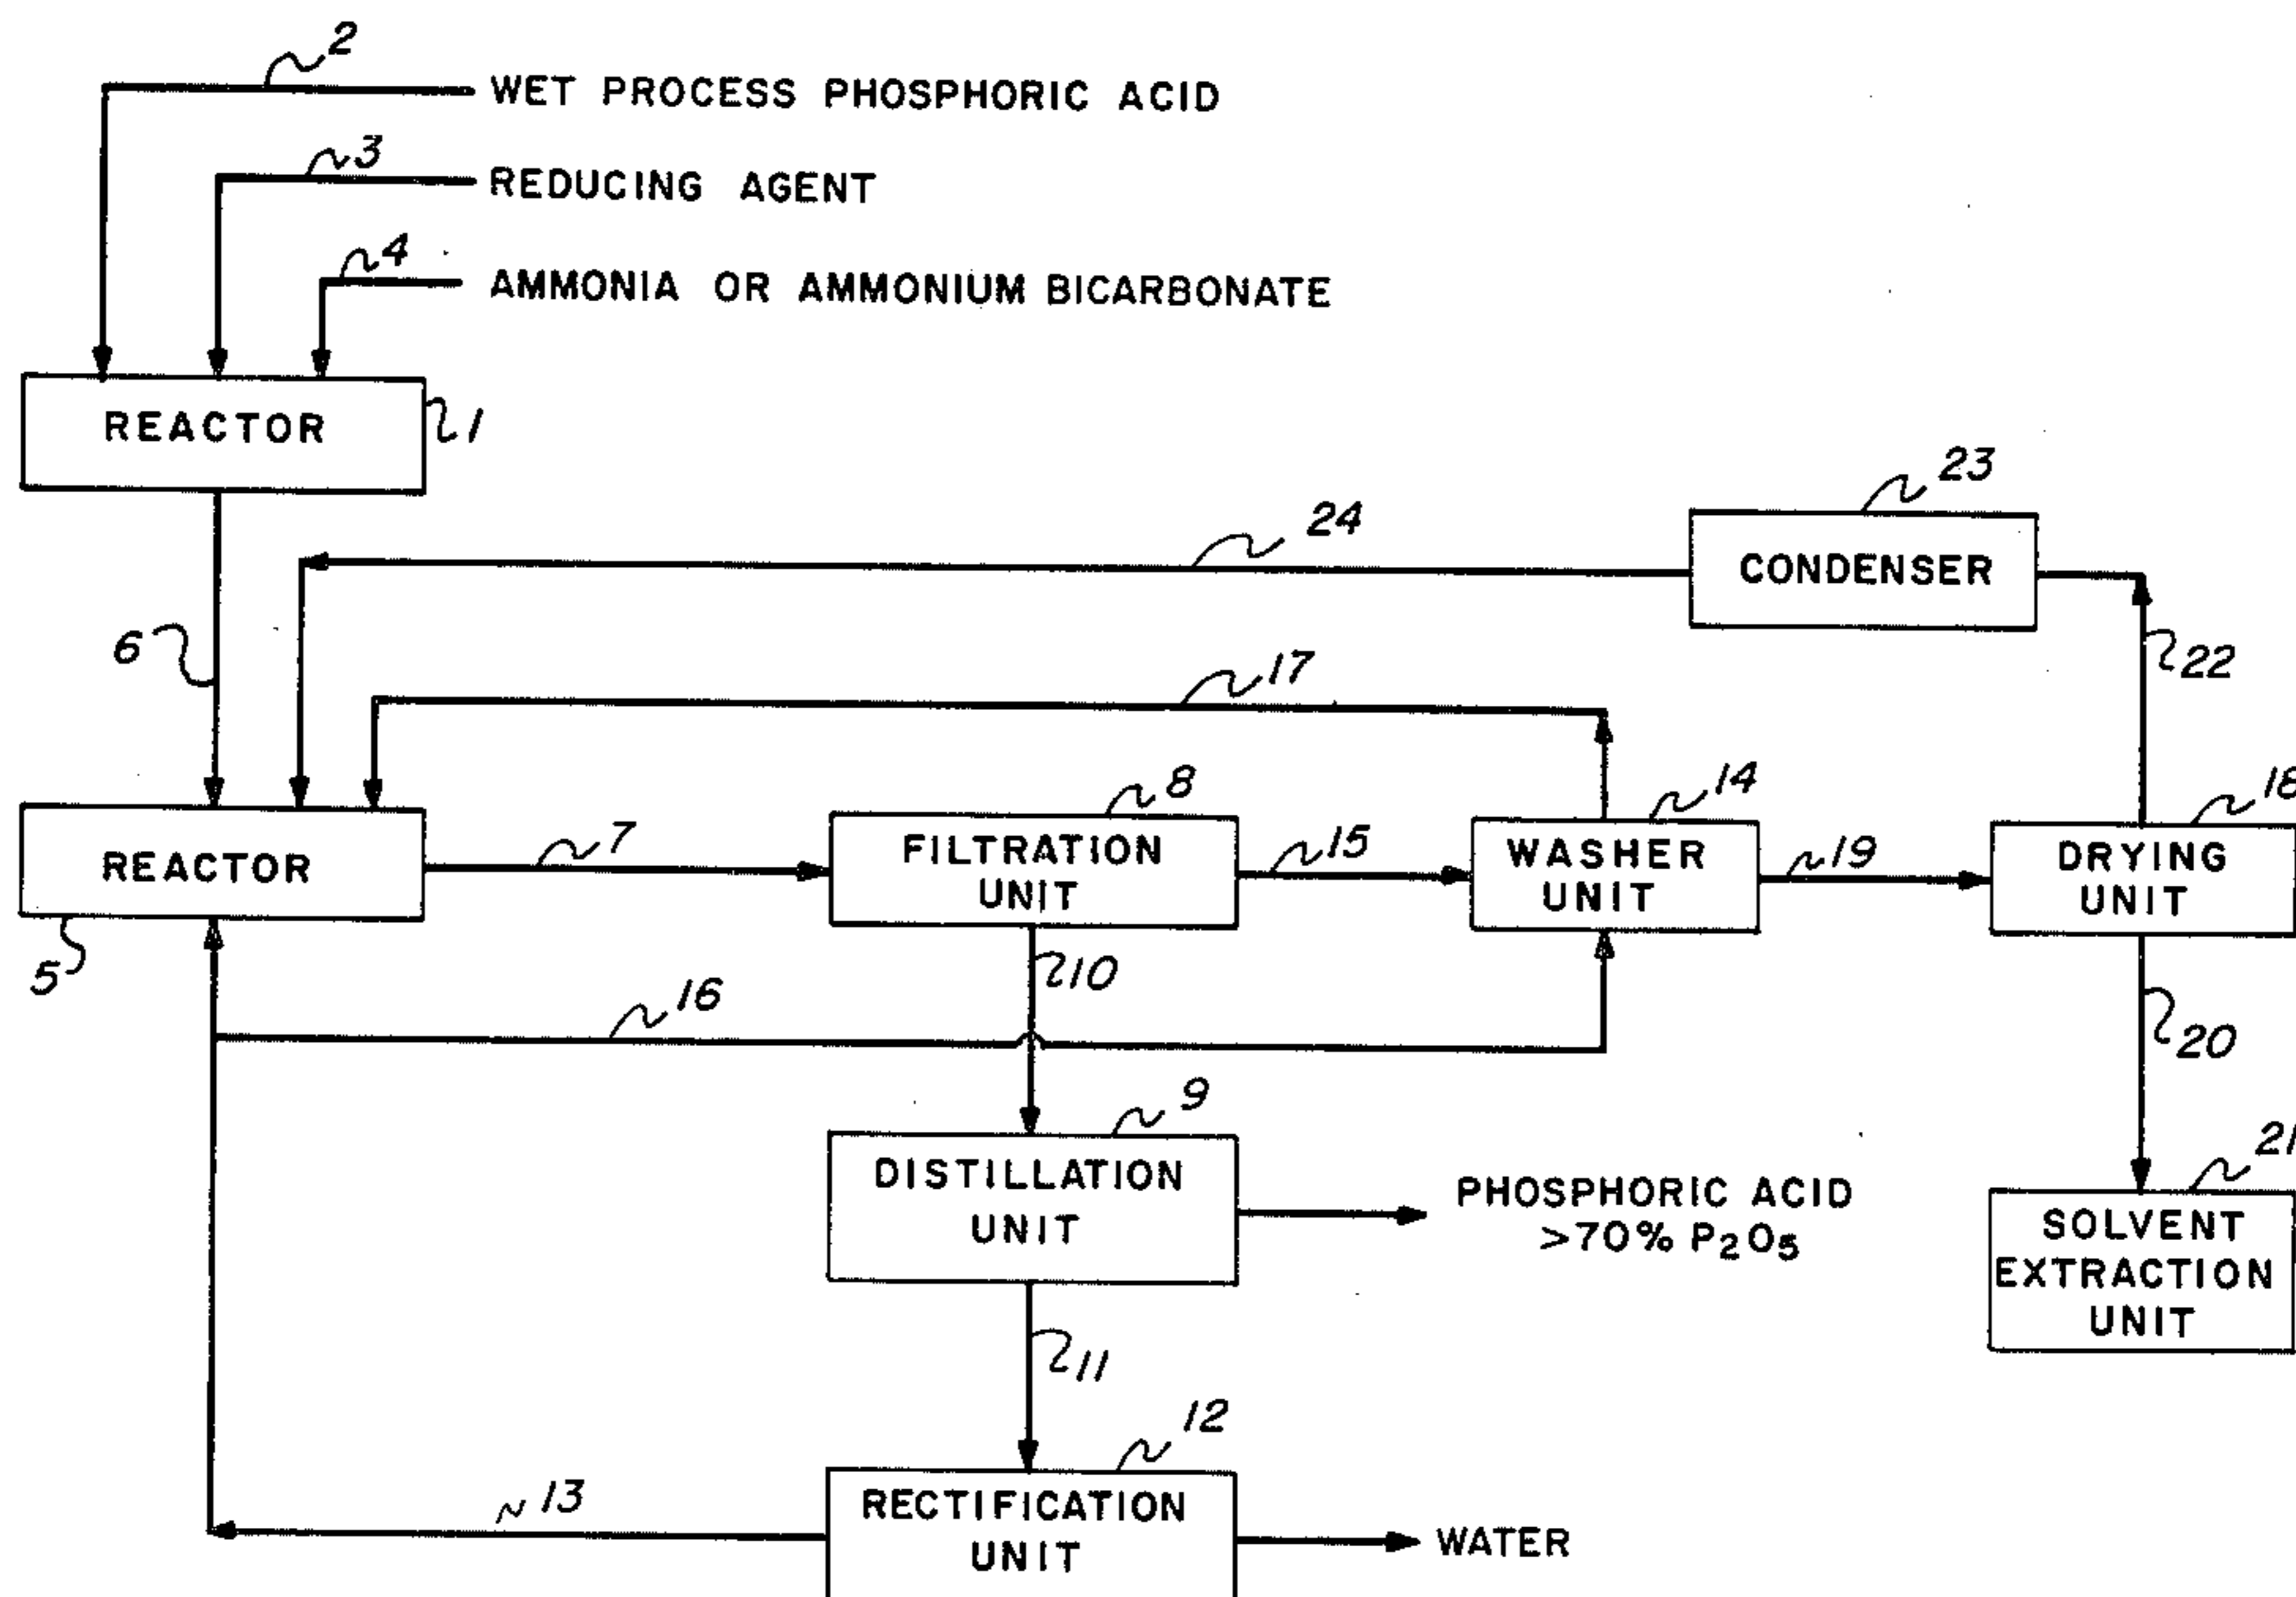 2
WET PROCESS PHOSPHORIC ACID
3
REDUCING AGENT
4
AMMONIA OR AMMONIUM BICARBONATE
REACTOR
1
23
24
CONDENSER
6
17
22
8
14
18
7
FILTRATION
UNIT
15
WASHER
UNIT
19
DRYING
UNIT
REACTOR
5
10
16
20
9
DISTILLATION
UNIT
PHOSPHORIC ACID
>70% P₂O₅
21
SOLVENT
EXTRACTION
UNIT
11
12
13
RECTIFICATION
UNIT
WATER